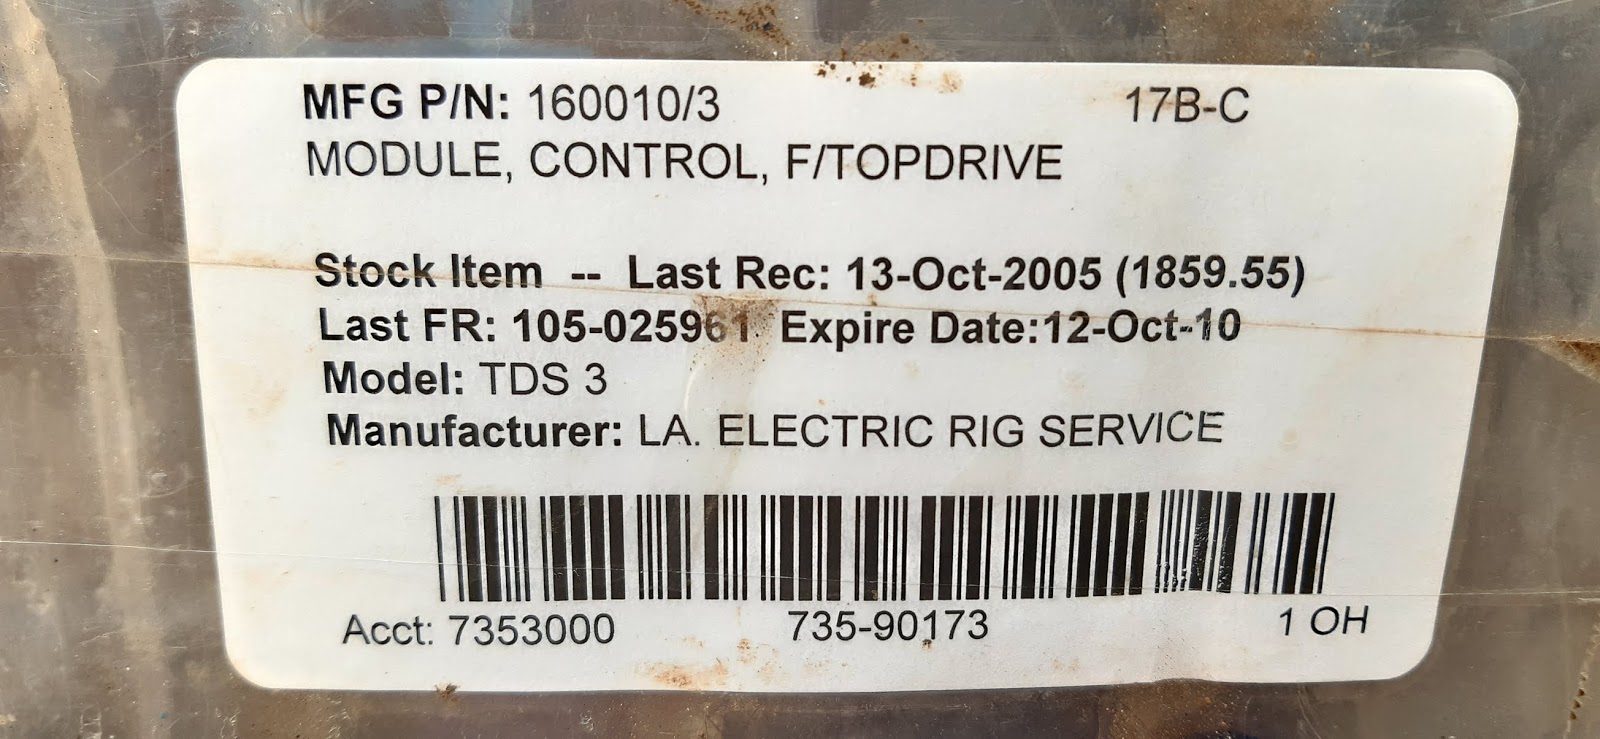 MFG P/N: 160010/3 17B-C
MODULE, CONTROL, F/TOPDRIVE
Stock Item -- Last Rec: 13-Oct-2005 (1859.55)
Last FR: 105-025961 Expire Date:12-Oct-10
Model: TDS 3
Manufacturer: LA. ELECTRIC RIG SERVICE
Acct: 7353000 735-90173 1 OH